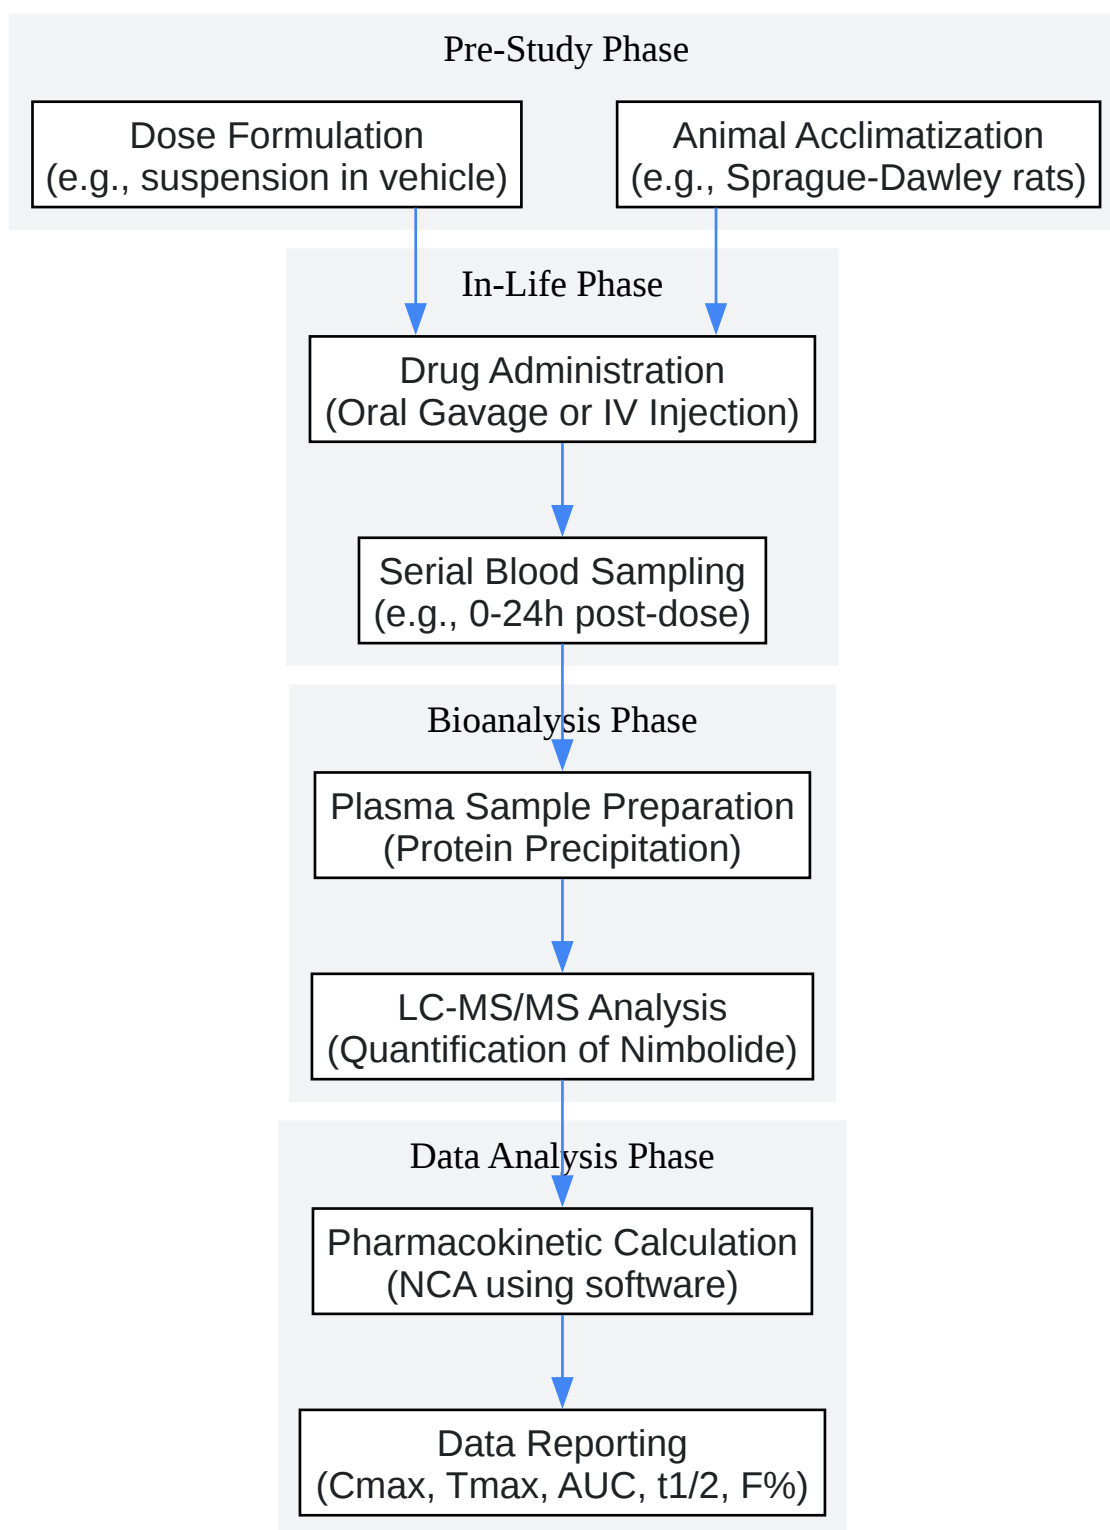 Pre-Study Phase
Dose Formulation
(e.g., suspension in vehicle)
Animal Acclimatization
(e.g., Sprague-Dawley rats)
In-Life Phase
Drug Administration
(Oral Gavage or IV Injection)
Serial Blood Sampling
(e.g., 0-24h post-dose)
Bioanalysis Phase
Plasma Sample Preparation
(Protein Precipitation)
LC-MS/MS Analysis
(Quantification of Nimbolide)
Data Analysis Phase
Pharmacokinetic Calculation
(NCA using software)
Data Reporting
(Cmax, Tmax, AUC, t1/2, F%)